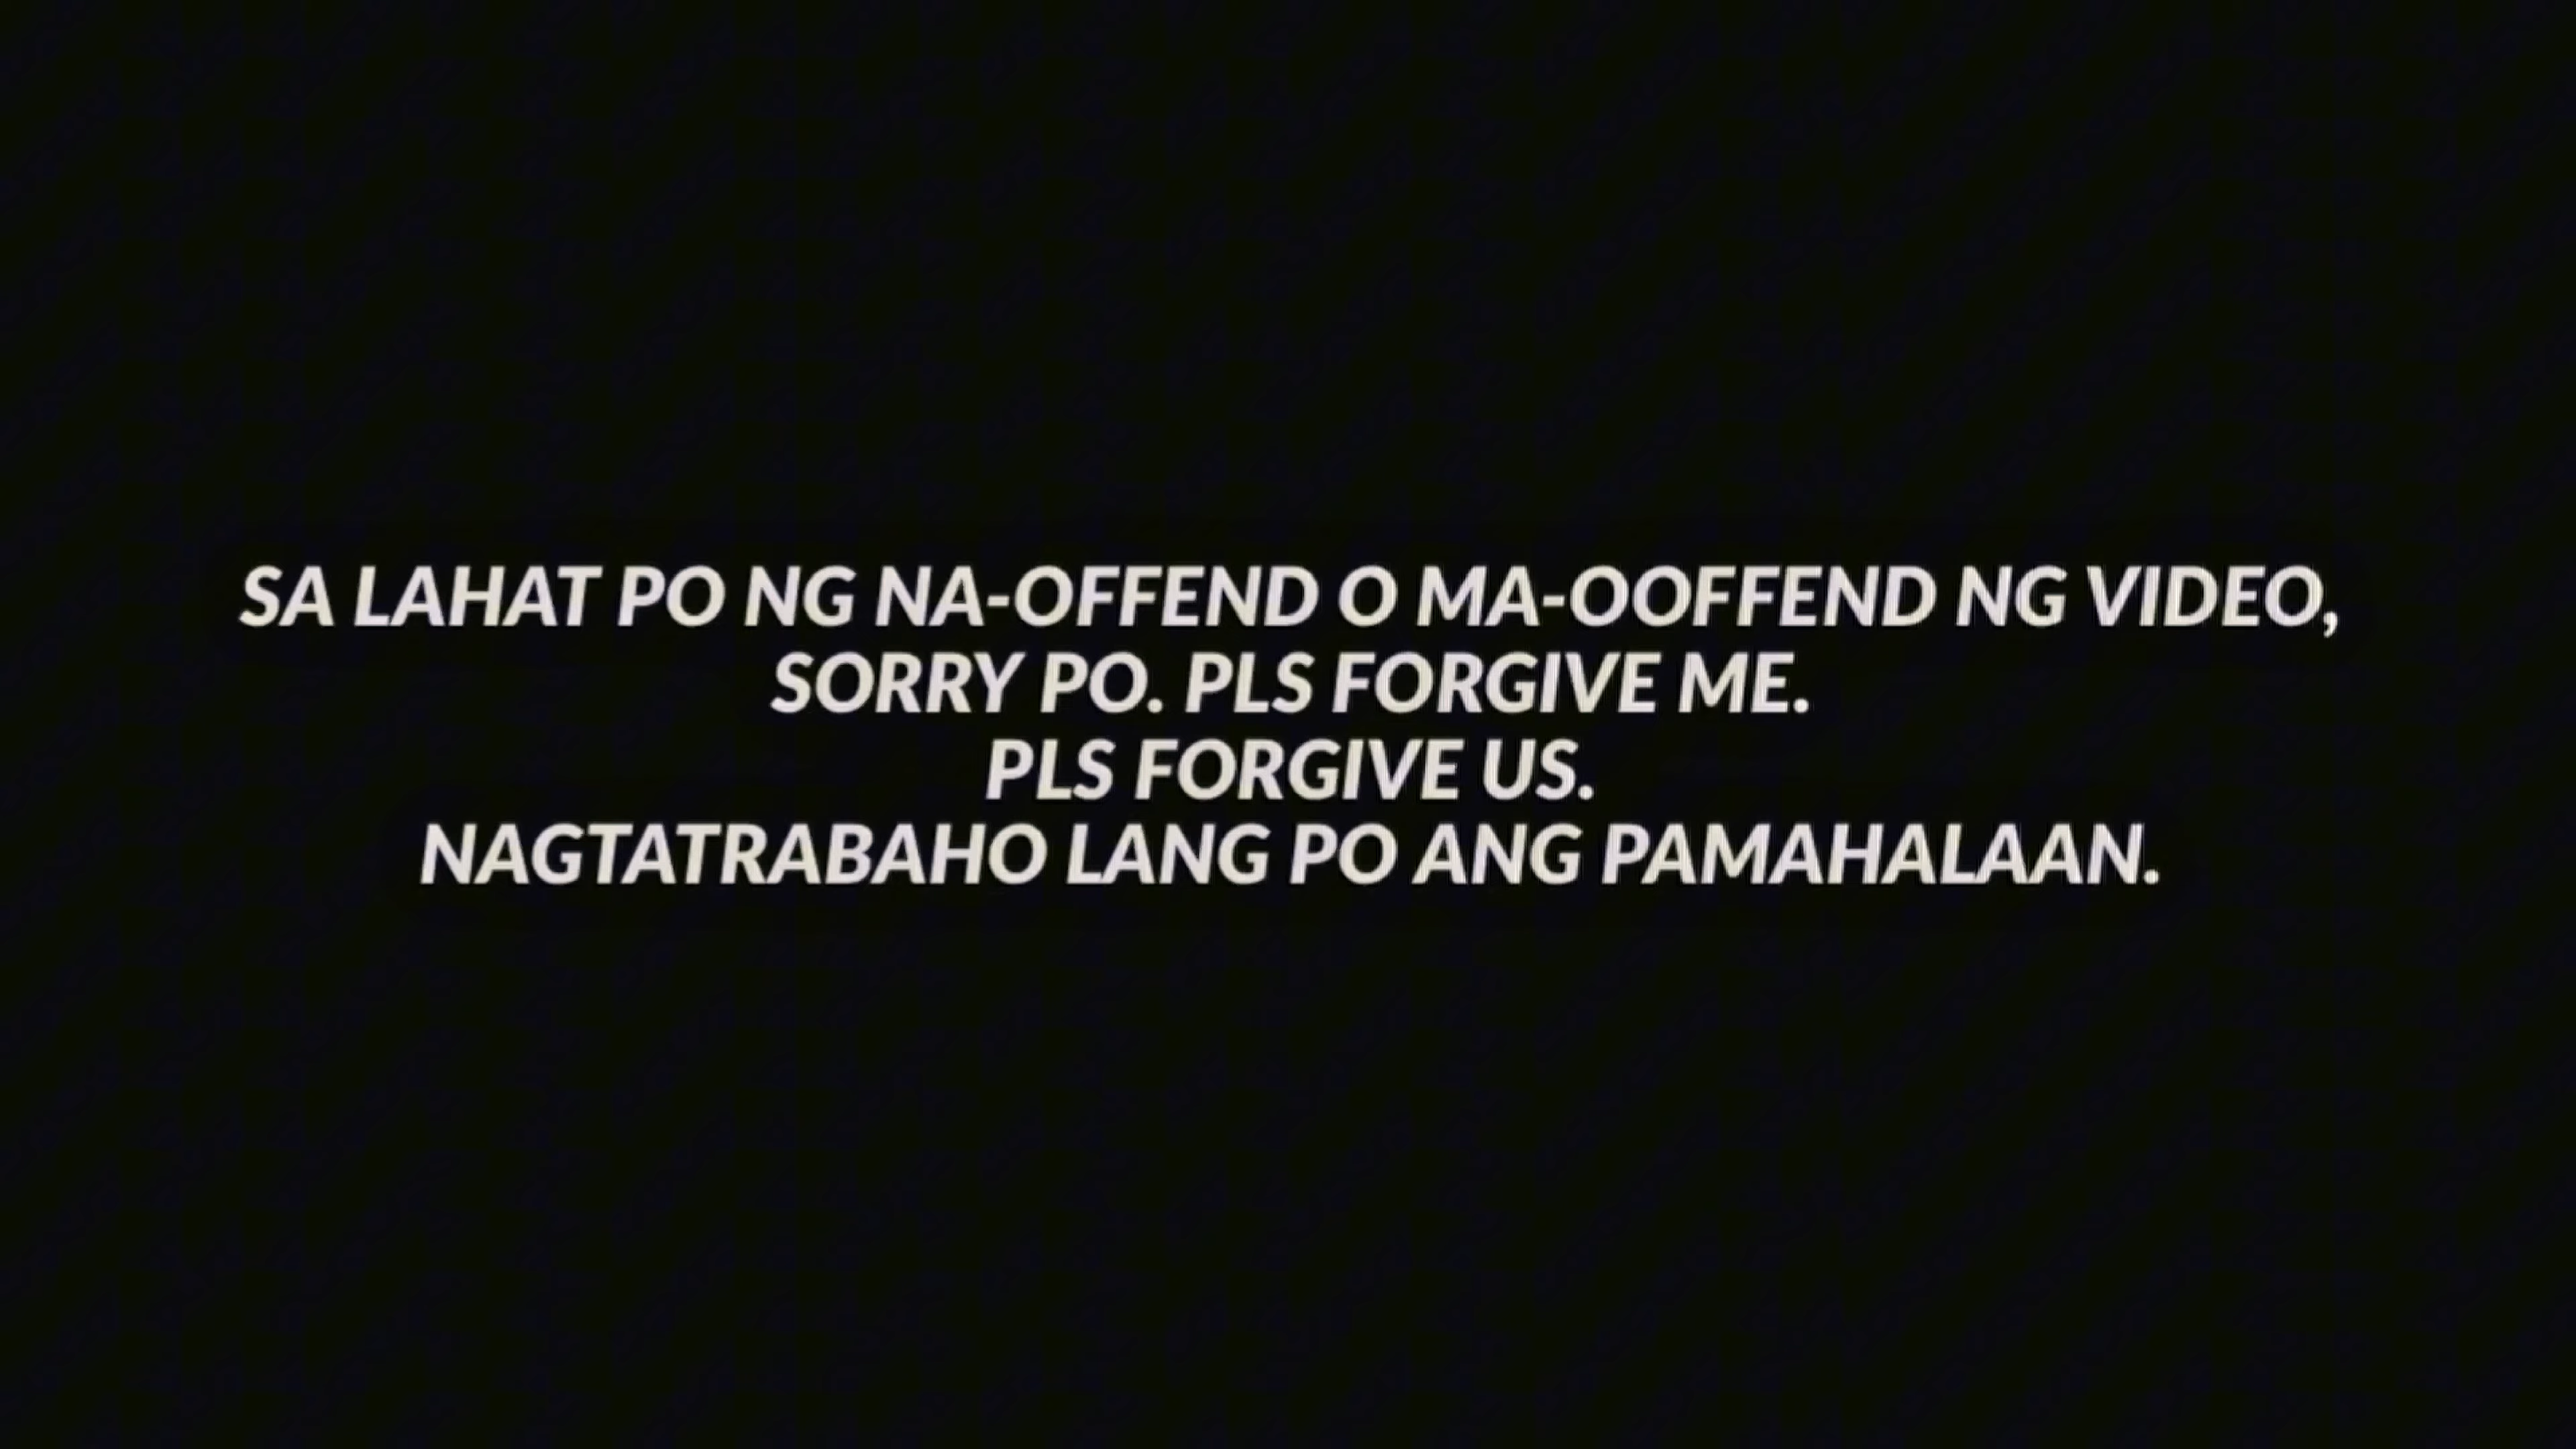 SA LAHAT PO NG NA-OFFEND O MA-OOFFEND NG VIDEO,
SORRY PO. PLS FORGIVE ME.
PLS FORGIVE US.
NAGTATRABAHO LANG PO ANG PAMAHALAAN.